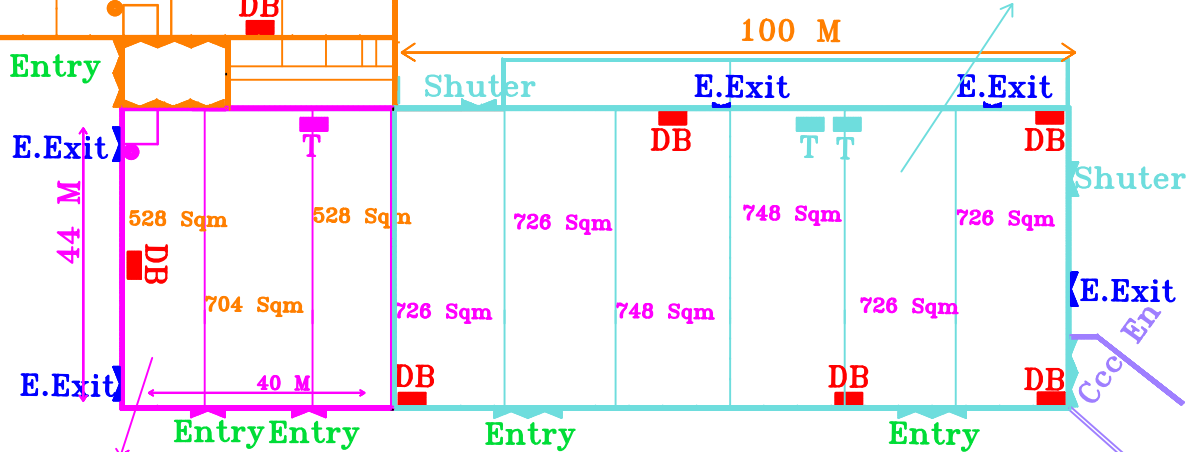 DB
100 M
Entry
Shuter
E.Exit
E.Exit
E.Exit
T
DB
T
T
DB
Shuter
44 M
528 Sqm
528 Sqm
726 Sqm
748 Sqm
726 Sqm
DB
704 Sqm
726 Sqm
748 Sqm
726 Sqm
E.Exit
Ccc En
E.Exit
40 M
DB
DB
DB
Entry
Entry
Entry
Entry